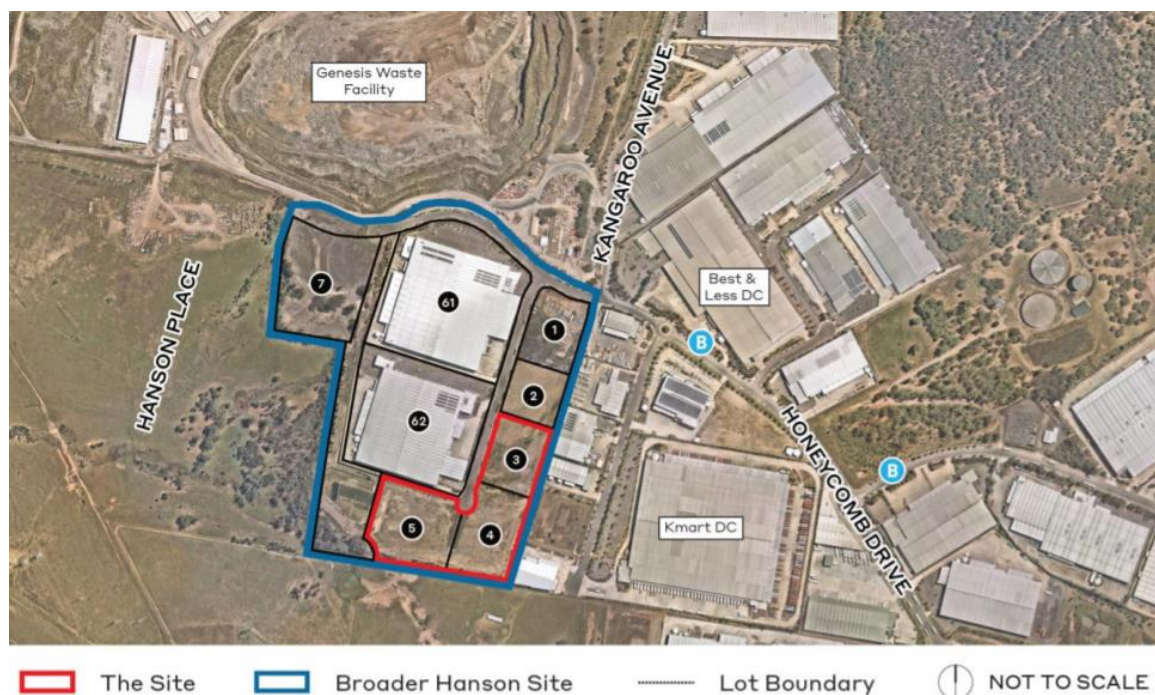 Genesis Waste
Facility
KANGAROO AVENUE
HANSON PLACE
7
61
1
Best &
Less DC
B
2
62
HONEYCOMB DRIVE
3
B
5
4
Kmart DC
The Site
Broader Hanson Site
Lot Boundary
NOT TO SCALE